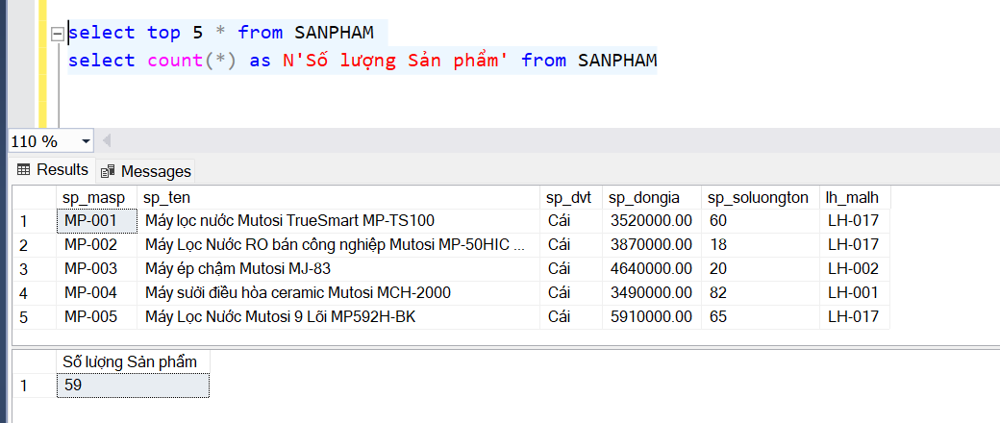 select top 5 * from SANPHAM
select count(*) as N'Số lượng Sản phẩm' from SANPHAM
110 %
Results Messages
sp_masp sp_ten sp_dvt sp_dongia sp_soluongton lh_malh
1 MP-001 Máy lọc nước Mutosi TrueSmart MP-TS100 Cái 3520000.00 60 LH-017
2 MP-002 Máy Lọc Nước RO bán công nghiệp Mutosi MP-50HIC ... Cái 3870000.00 18 LH-017
3 MP-003 Máy ép chậm Mutosi MJ-83 Cái 4640000.00 20 LH-002
4 MP-004 Máy sưởi điều hòa ceramic Mutosi MCH-2000 Cái 3490000.00 82 LH-001
5 MP-005 Máy Lọc Nước Mutosi 9 Lõi MP592H-BK Cái 5910000.00 65 LH-017
Số lượng Sản phẩm
1 59